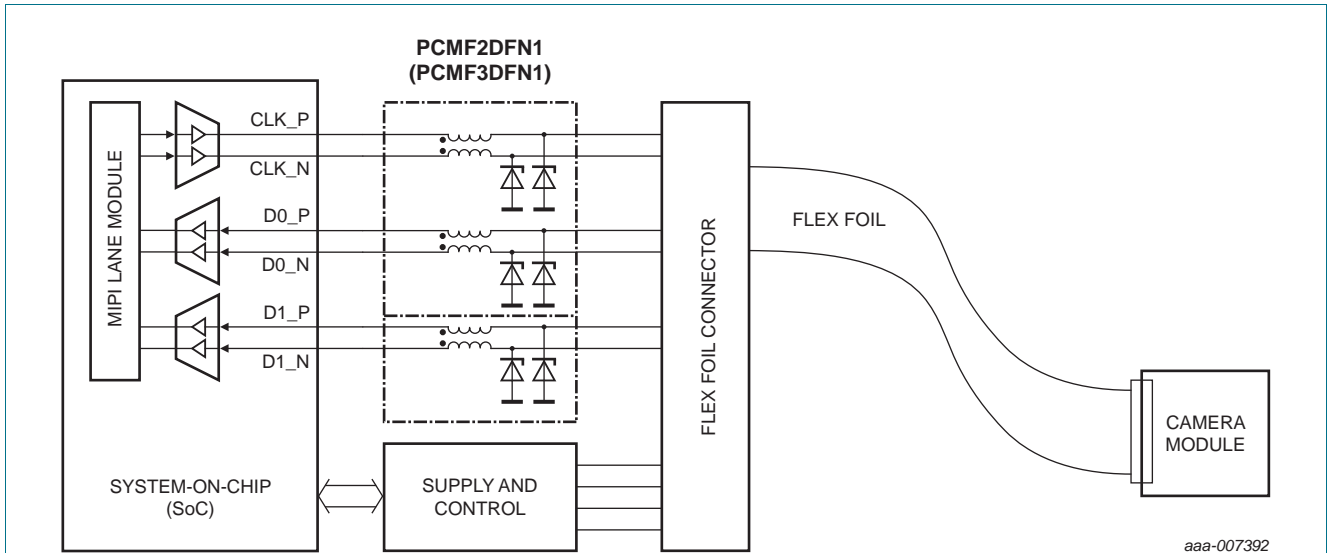 PCMF2DFN1
(PCMF3DFN1)
MIPI LANE MODULE
CLK_P
CLK_N
D0_P
D0_N
D1_P
D1_N
SYSTEM-ON-CHIP
(SoC)
SUPPLY AND
CONTROL
FLEX FOIL CONNECTOR
FLEX FOIL
CAMERA
MODULE
aaa-007392